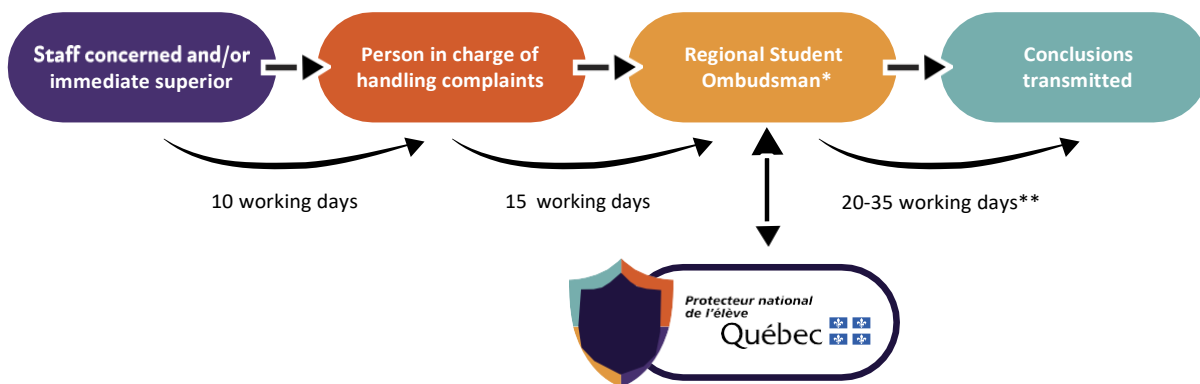 Staff concerned and/or
immediate superior
Person in charge of
handling complaints
Regional Student
Ombudsman*
Conclusions
transmitted
10 working days
15 working days
20-35 working days**
Protecteur national
de l'élève
Québec